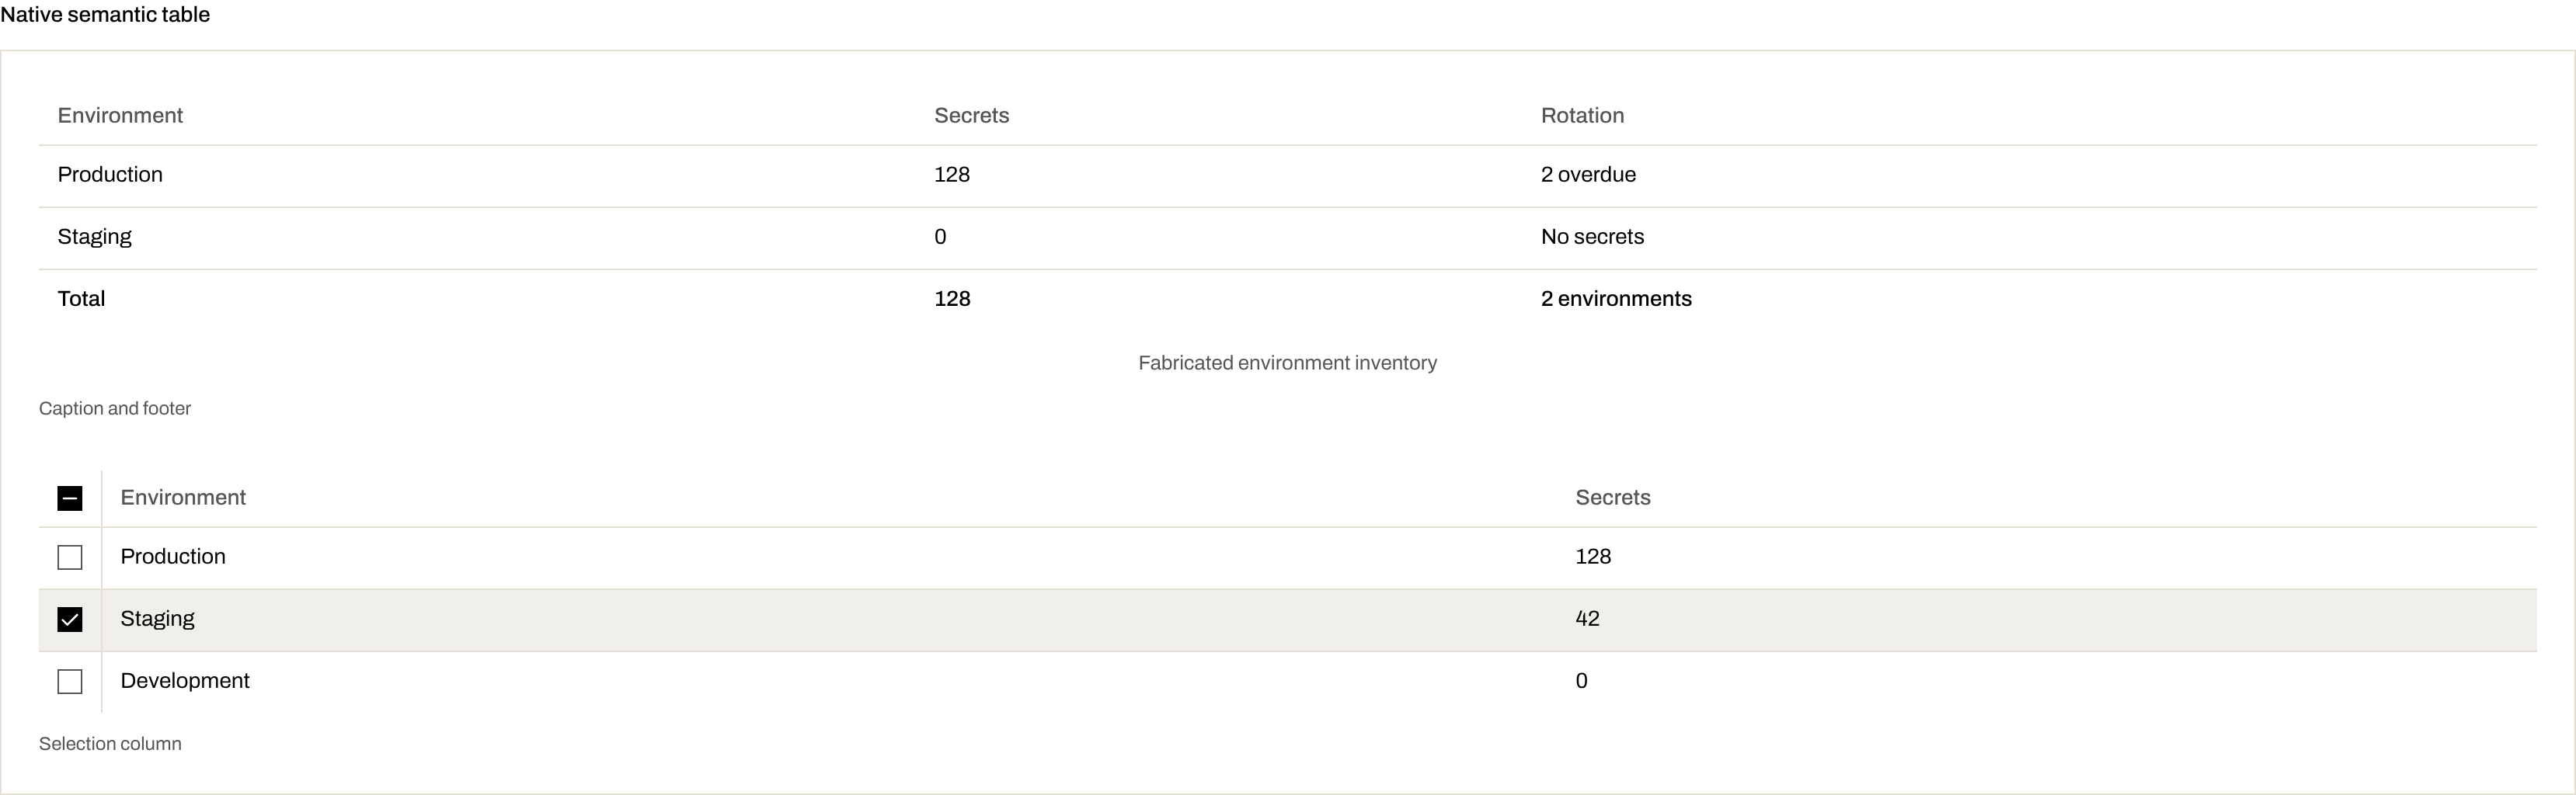 Native semantic table
Environment Secrets Rotation
Production 128 2 overdue
Staging 0 No secrets
Total 128 2 environments
Fabricated environment inventory
Caption and footer
Environment Secrets
Production 128
Staging 42
Development 0
Selection column